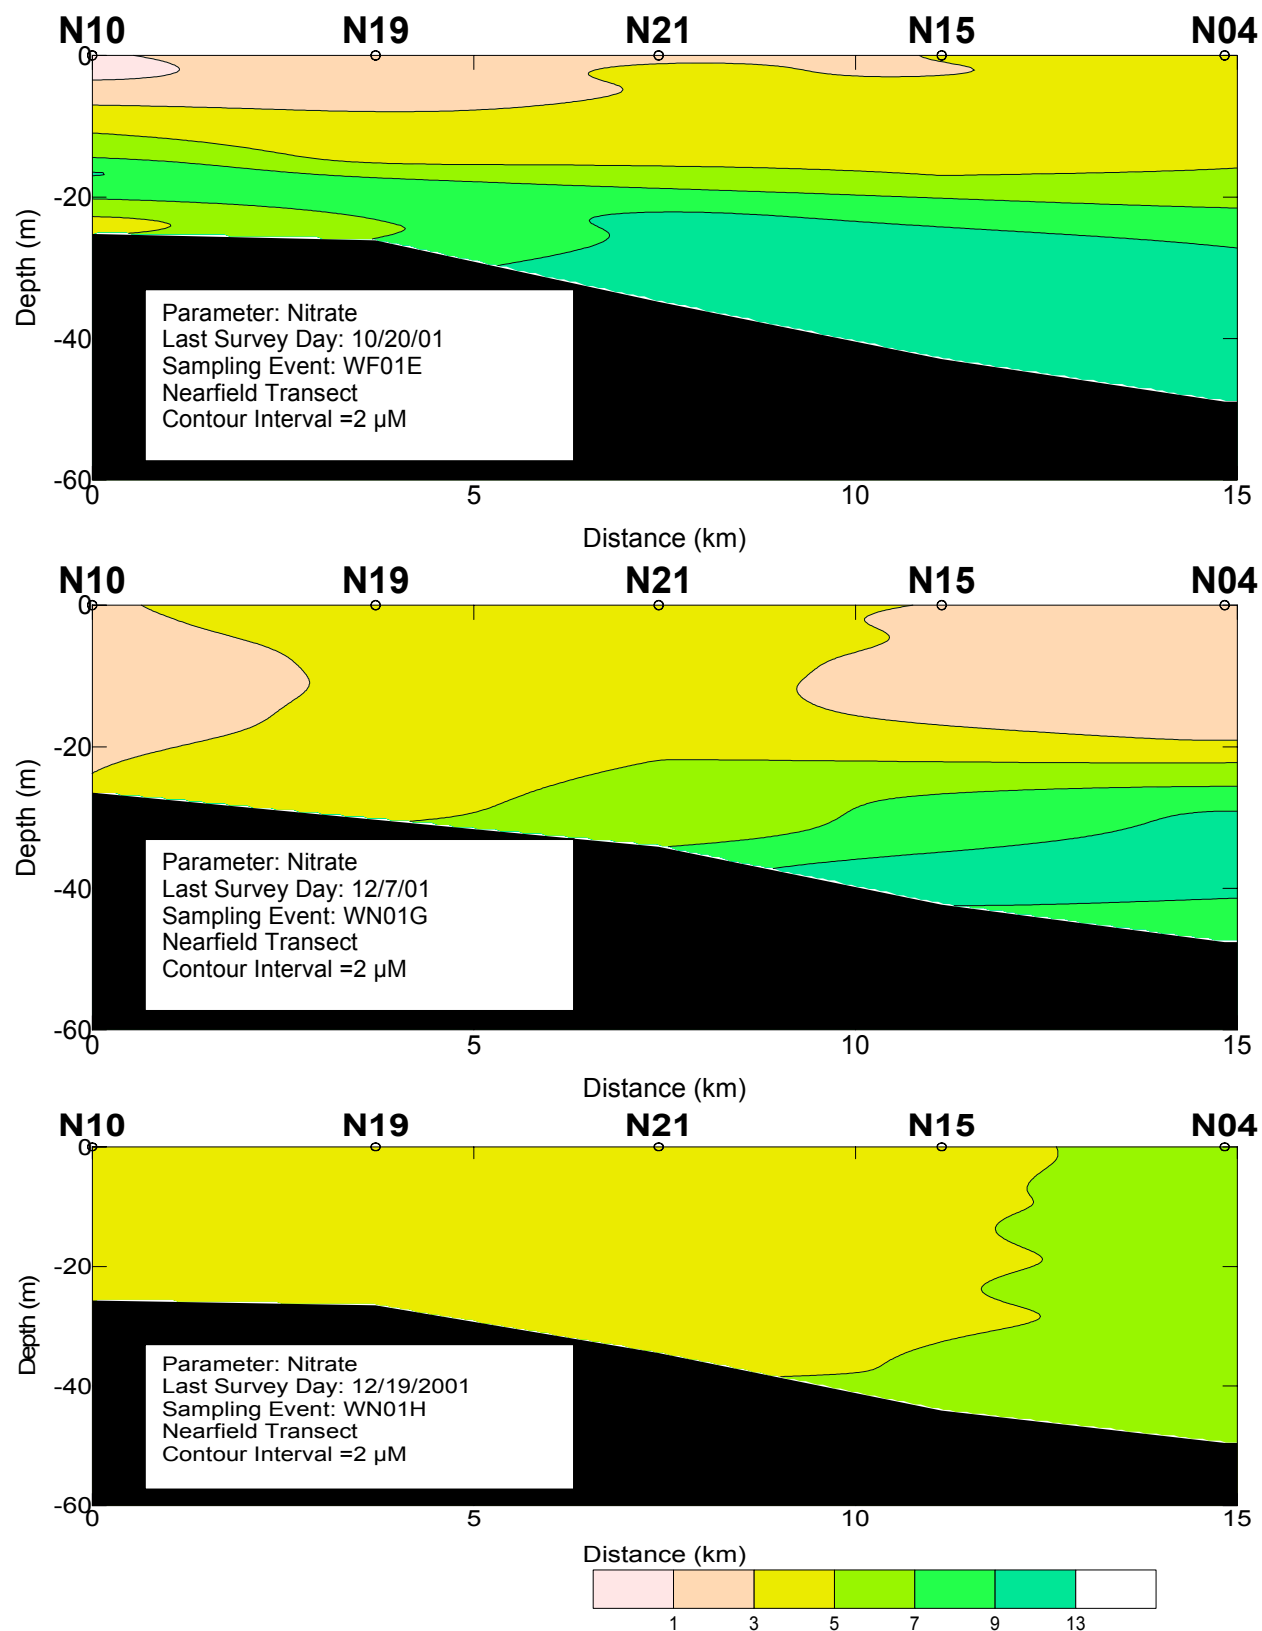 N10 N19 N21 N15 N04
0
-20
-40
-60
Depth (m)
Parameter: Nitrate
Last Survey Day: 10/20/01
Sampling Event: WF01E
Nearfield Transect
Contour Interval =2 µM
0 5 10 15
Distance (km)
N10 N19 N21 N15 N04
0
-20
-40
-60
Depth (m)
Parameter: Nitrate
Last Survey Day: 12/7/01
Sampling Event: WN01G
Nearfield Transect
Contour Interval =2 µM
0 5 10 15
Distance (km)
N10 N19 N21 N15 N04
0
-20
-40
-60
Depth (m)
Parameter: Nitrate
Last Survey Day: 12/19/2001
Sampling Event: WN01H
Nearfield Transect
Contour Interval =2 µM
0 5 10 15
Distance (km)
1 3 5 7 9 13